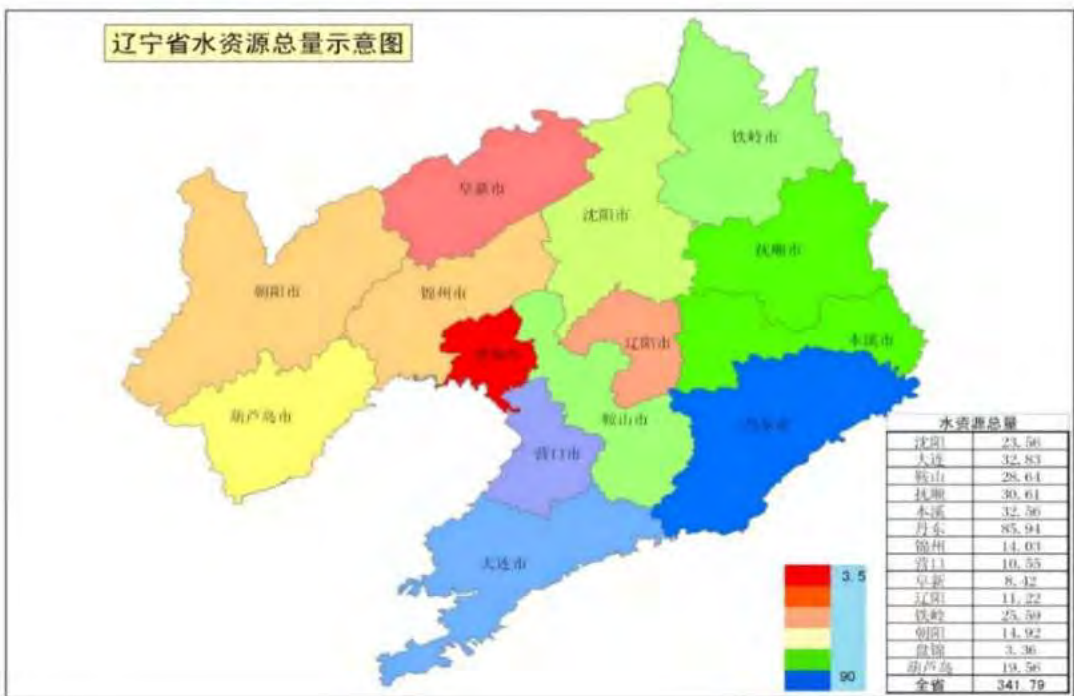 辽宁省水资源总量示意图
铁岭市
阜新市
沈阳市
抚顺市
朝阳市
锦州市
辽阳市
本溪市
盘锦市
葫芦岛市
鞍山市
丹东市
营口市
大连市
水资源总量
沈阳 23.56
大连 32.83
鞍山 28.64
抚顺 30.61
本溪 32.56
丹东 85.94
锦州 14.03
营口 10.55
阜新 8.42
辽阳 11.22
铁岭 25.59
朝阳 14.92
盘锦 3.36
葫芦岛 19.56
全省 341.79
3.5
90